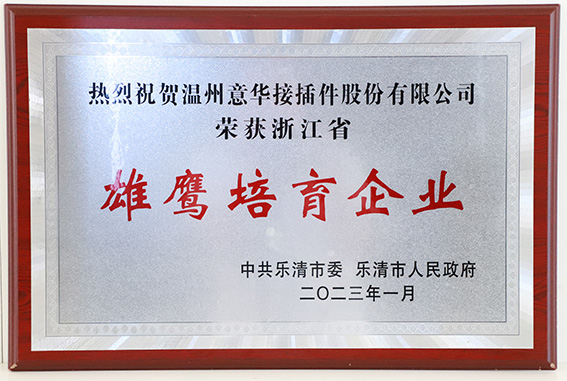 热烈祝贺温州意华接插件股份有限公司
荣获浙江省
雄鹰培育企业
中共乐清市委 乐清市人民政府
二〇二三年一月